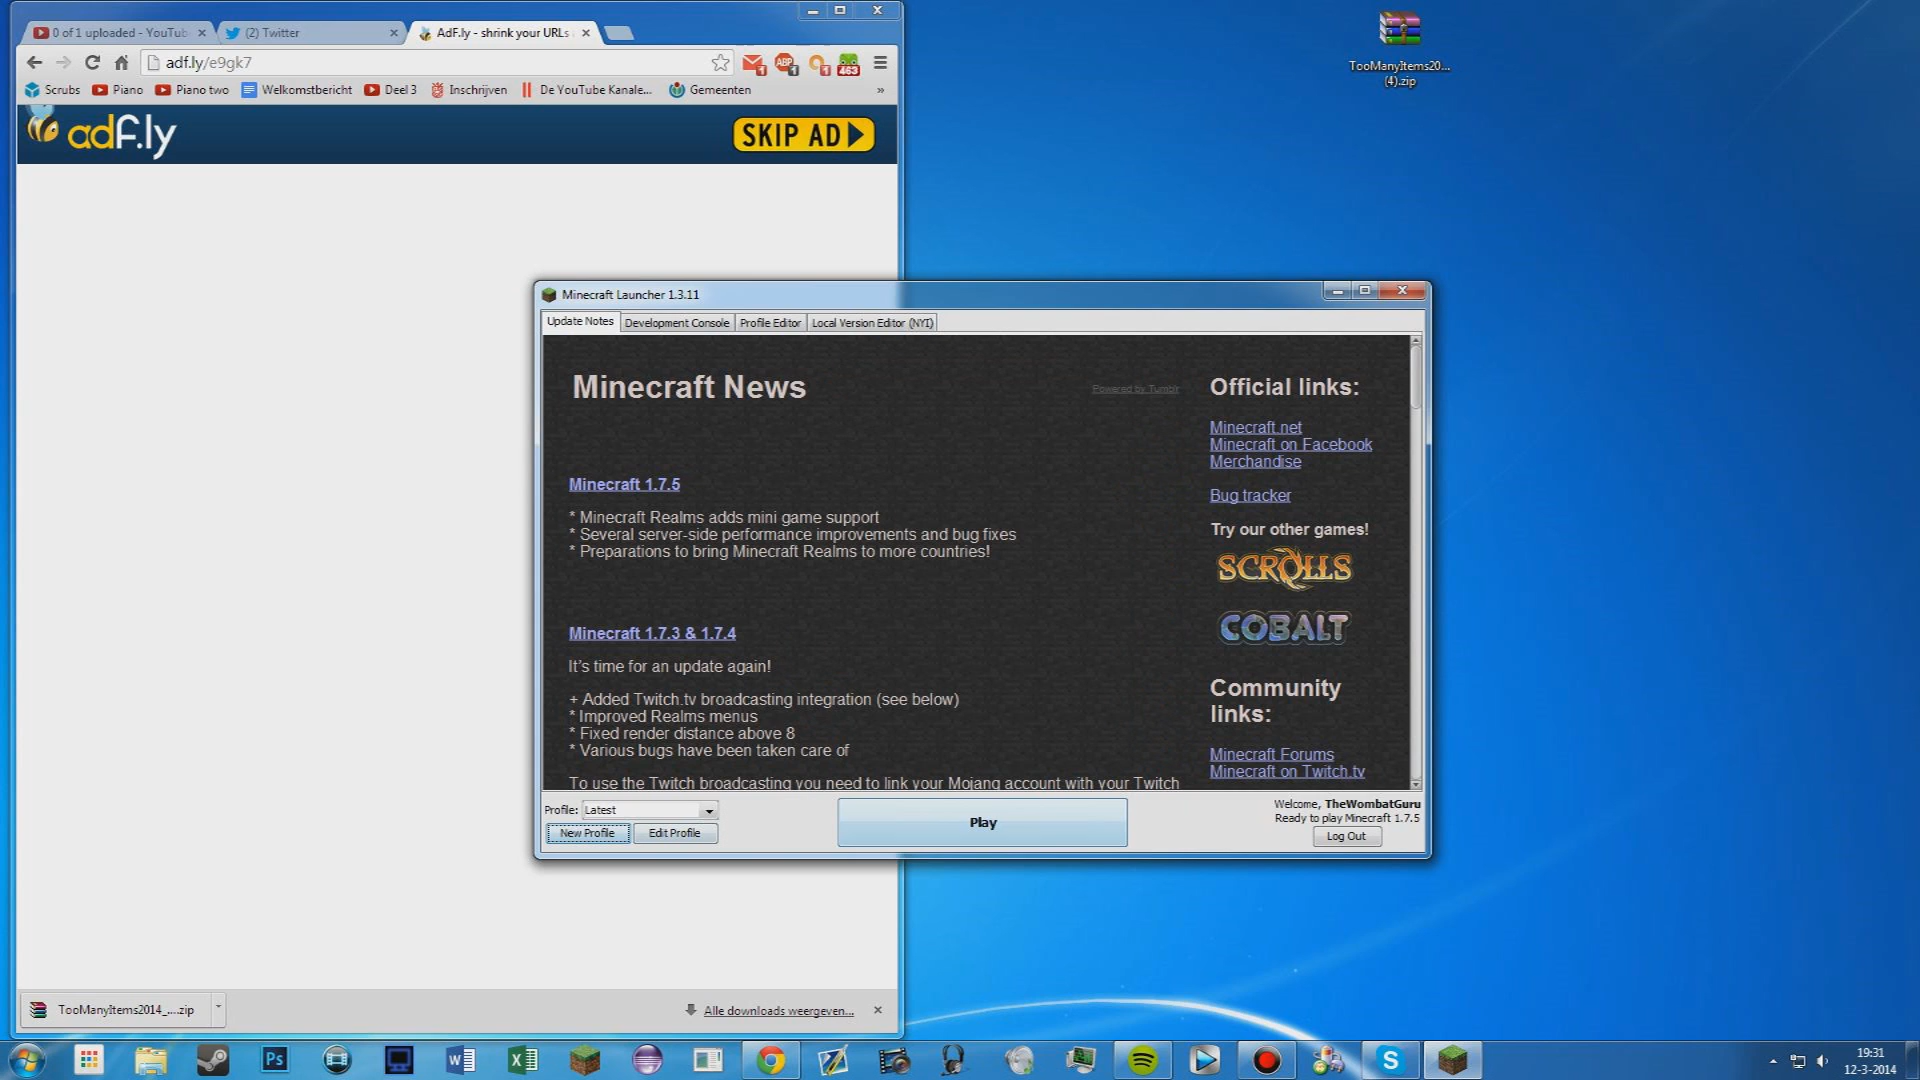 0 of 1 uploaded - YouTub
(2) Twitter
AdF.ly - shrink your URLs
adf.ly/e9gk7
1
ABP
1
1
463
Scrubs
Piano
Piano two
Welkomstbericht
Deel 3
Inschrijven
De YouTube Kanale...
Gemeenten
»
adf.ly
SKIP AD
TooManyItems20...
(4).zip
Minecraft Launcher 1.3.11
Update Notes
Development Console
Profile Editor
Local Version Editor (NYI)
Minecraft News
Powered by Tumblr
Minecraft 1.7.5
* Minecraft Realms adds mini game support
* Several server-side performance improvements and bug fixes
* Preparations to bring Minecraft Realms to more countries!
Minecraft 1.7.3 & 1.7.4
It's time for an update again!
+ Added Twitch.tv broadcasting integration (see below)
* Improved Realms menus
* Fixed render distance above 8
* Various bugs have been taken care of
To use the Twitch broadcasting you need to link your Mojang account with your Twitch
Official links:
Minecraft.net
Minecraft on Facebook
Merchandise
Bug tracker
Try our other games!
SCROLLS
COBALT
Community
links:
Minecraft Forums
Minecraft on Twitch.tv
Profile:
Latest
New Profile
Edit Profile
Play
Welcome, TheWombatGuru
Ready to play Minecraft 1.7.5
Log Out
TooManyItems2014_....zip
Alle downloads weergeven...
Ps
W
X
S
19:31
12-3-2014